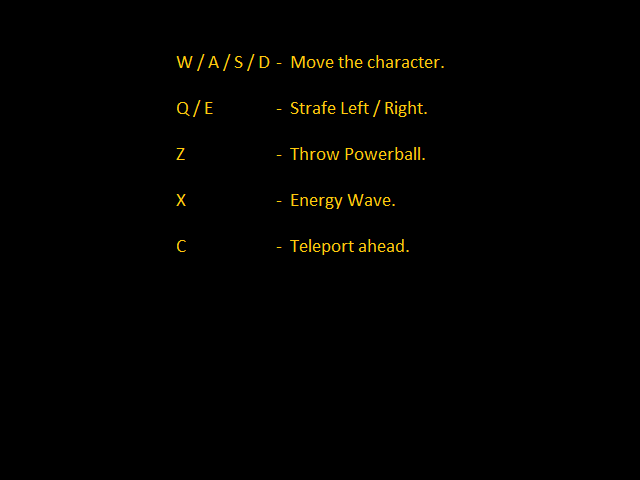 W / A / S / D - Move the character.
Q / E - Strafe Left / Right.
Z - Throw Powerball.
X - Energy Wave.
C - Teleport ahead.